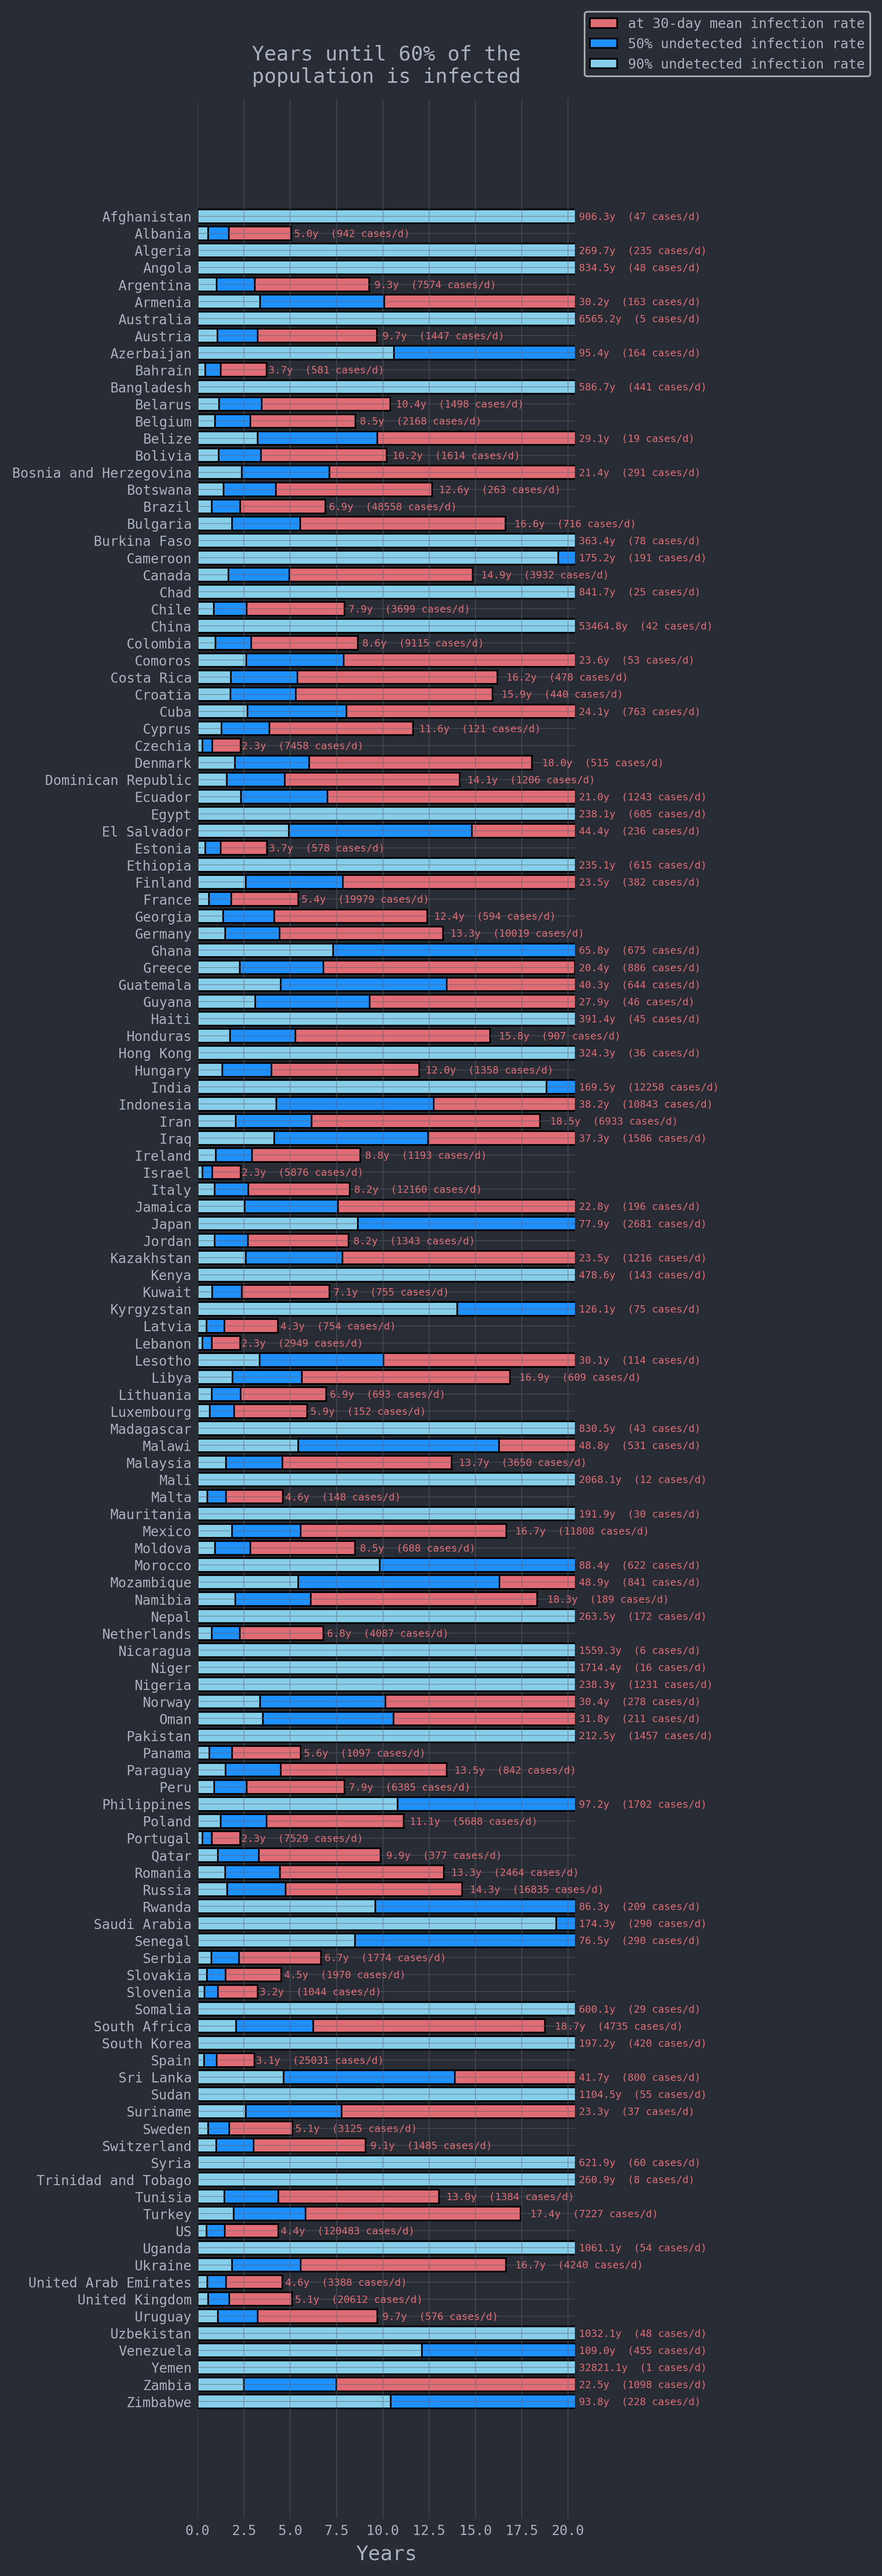 at 30-day mean infection rate
50% undetected infection rate
90% undetected infection rate
Years until 60% of the
population is infected
Afghanistan 906.3y (47 cases/d)
Albania 5.0y (942 cases/d)
Algeria 269.7y (235 cases/d)
Angola 834.5y (48 cases/d)
Argentina 9.3y (7574 cases/d)
Armenia 30.2y (163 cases/d)
Australia 6565.2y (5 cases/d)
Austria 9.7y (1447 cases/d)
Azerbaijan 95.4y (164 cases/d)
Bahrain 3.7y (581 cases/d)
Bangladesh 586.7y (441 cases/d)
Belarus 10.4y (1498 cases/d)
Belgium 8.5y (2168 cases/d)
Belize 29.1y (19 cases/d)
Bolivia 10.2y (1614 cases/d)
Bosnia and Herzegovina 21.4y (291 cases/d)
Botswana 12.6y (263 cases/d)
Brazil 6.9y (48558 cases/d)
Bulgaria 16.6y (716 cases/d)
Burkina Faso 363.4y (78 cases/d)
Cameroon 175.2y (191 cases/d)
Canada 14.9y (3932 cases/d)
Chad 841.7y (25 cases/d)
Chile 7.9y (3699 cases/d)
China 53464.8y (42 cases/d)
Colombia 8.6y (9115 cases/d)
Comoros 23.6y (53 cases/d)
Costa Rica 16.2y (478 cases/d)
Croatia 15.9y (440 cases/d)
Cuba 24.1y (763 cases/d)
Cyprus 11.6y (121 cases/d)
Czechia 2.3y (7458 cases/d)
Denmark 18.0y (515 cases/d)
Dominican Republic 14.1y (1206 cases/d)
Ecuador 21.0y (1243 cases/d)
Egypt 238.1y (605 cases/d)
El Salvador 44.4y (236 cases/d)
Estonia 3.7y (578 cases/d)
Ethiopia 235.1y (615 cases/d)
Finland 23.5y (382 cases/d)
France 5.4y (19979 cases/d)
Georgia 12.4y (594 cases/d)
Germany 13.3y (10019 cases/d)
Ghana 65.8y (675 cases/d)
Greece 20.4y (886 cases/d)
Guatemala 40.3y (644 cases/d)
Guyana 27.9y (46 cases/d)
Haiti 391.4y (45 cases/d)
Honduras 15.8y (907 cases/d)
Hong Kong 324.3y (36 cases/d)
Hungary 12.0y (1358 cases/d)
India 169.5y (12258 cases/d)
Indonesia 38.2y (10843 cases/d)
Iran 18.5y (6933 cases/d)
Iraq 37.3y (1586 cases/d)
Ireland 8.8y (1193 cases/d)
Israel 2.3y (5876 cases/d)
Italy 8.2y (12160 cases/d)
Jamaica 22.8y (196 cases/d)
Japan 77.9y (2681 cases/d)
Jordan 8.2y (1343 cases/d)
Kazakhstan 23.5y (1216 cases/d)
Kenya 478.6y (143 cases/d)
Kuwait 7.1y (755 cases/d)
Kyrgyzstan 126.1y (75 cases/d)
Latvia 4.3y (754 cases/d)
Lebanon 2.3y (2949 cases/d)
Lesotho 30.1y (114 cases/d)
Libya 16.9y (609 cases/d)
Lithuania 6.9y (693 cases/d)
Luxembourg 5.9y (152 cases/d)
Madagascar 830.5y (43 cases/d)
Malawi 48.8y (531 cases/d)
Malaysia 13.7y (3650 cases/d)
Mali 2068.1y (12 cases/d)
Malta 4.6y (148 cases/d)
Mauritania 191.9y (30 cases/d)
Mexico 16.7y (11808 cases/d)
Moldova 8.5y (688 cases/d)
Morocco 88.4y (622 cases/d)
Mozambique 48.9y (841 cases/d)
Namibia 18.3y (189 cases/d)
Nepal 263.5y (172 cases/d)
Netherlands 6.8y (4087 cases/d)
Nicaragua 1559.3y (6 cases/d)
Niger 1714.4y (16 cases/d)
Nigeria 238.3y (1231 cases/d)
Norway 30.4y (278 cases/d)
Oman 31.8y (211 cases/d)
Pakistan 212.5y (1457 cases/d)
Panama 5.6y (1097 cases/d)
Paraguay 13.5y (842 cases/d)
Peru 7.9y (6385 cases/d)
Philippines 97.2y (1702 cases/d)
Poland 11.1y (5688 cases/d)
Portugal 2.3y (7529 cases/d)
Qatar 9.9y (377 cases/d)
Romania 13.3y (2464 cases/d)
Russia 14.3y (16835 cases/d)
Rwanda 86.3y (209 cases/d)
Saudi Arabia 174.3y (290 cases/d)
Senegal 76.5y (290 cases/d)
Serbia 6.7y (1774 cases/d)
Slovakia 4.5y (1970 cases/d)
Slovenia 3.2y (1044 cases/d)
Somalia 600.1y (29 cases/d)
South Africa 18.7y (4735 cases/d)
South Korea 197.2y (420 cases/d)
Spain 3.1y (25031 cases/d)
Sri Lanka 41.7y (800 cases/d)
Sudan 1104.5y (55 cases/d)
Suriname 23.3y (37 cases/d)
Sweden 5.1y (3125 cases/d)
Switzerland 9.1y (1485 cases/d)
Syria 621.9y (60 cases/d)
Trinidad and Tobago 260.9y (8 cases/d)
Tunisia 13.0y (1384 cases/d)
Turkey 17.4y (7227 cases/d)
US 4.4y (120483 cases/d)
Uganda 1061.1y (54 cases/d)
Ukraine 16.7y (4240 cases/d)
United Arab Emirates 4.6y (3388 cases/d)
United Kingdom 5.1y (20612 cases/d)
Uruguay 9.7y (576 cases/d)
Uzbekistan 1032.1y (48 cases/d)
Venezuela 109.0y (455 cases/d)
Yemen 32821.1y (1 cases/d)
Zambia 22.5y (1098 cases/d)
Zimbabwe 93.8y (228 cases/d)
0.0 2.5 5.0 7.5 10.0 12.5 15.0 17.5 20.0
Years